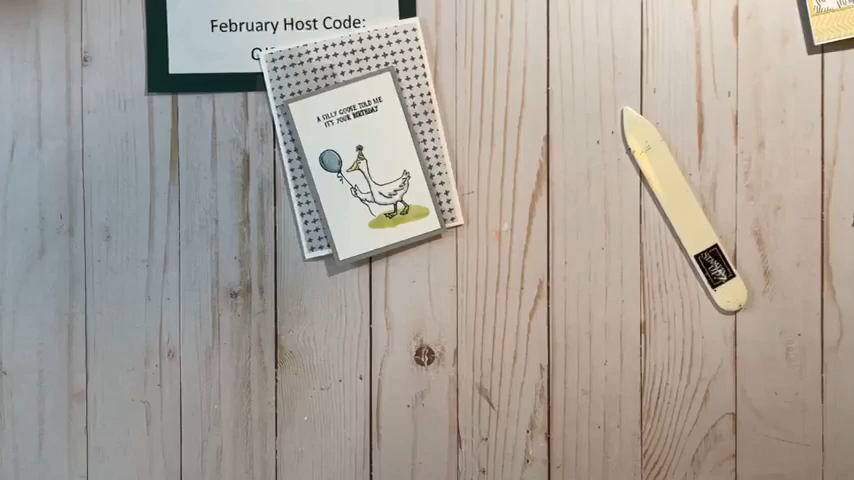 February Host Code:
A SILLY GOOSE TOLD ME
IT'S YOUR BIRTHDAY